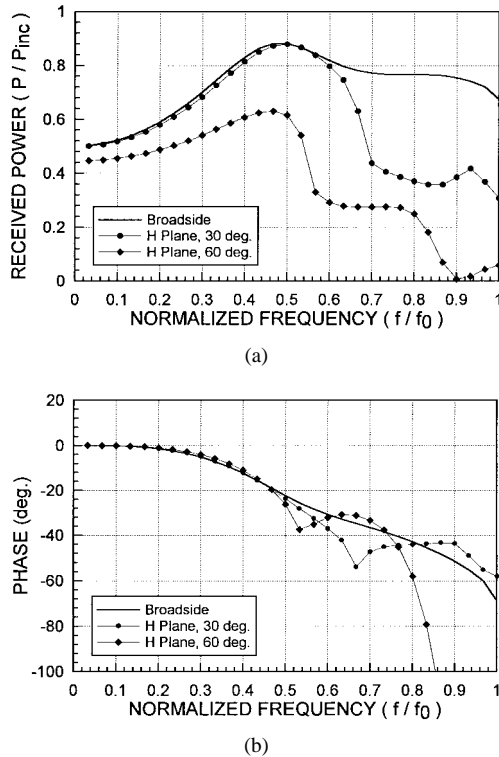 1
0.8
0.6
0.4
0.2
0
RECEIVED POWER ( P / Pinc )
Broadside
H Plane, 30 deg.
H Plane, 60 deg.
0 0.1 0.2 0.3 0.4 0.5 0.6 0.7 0.8 0.9 1
NORMALIZED FREQUENCY ( f / f0 )
(a)
20
0
-20
-40
-60
-80
-100
PHASE (deg.)
Broadside
H Plane, 30 deg.
H Plane, 60 deg.
0 0.1 0.2 0.3 0.4 0.5 0.6 0.7 0.8 0.9 1
NORMALIZED FREQUENCY ( f / f0 )
(b)